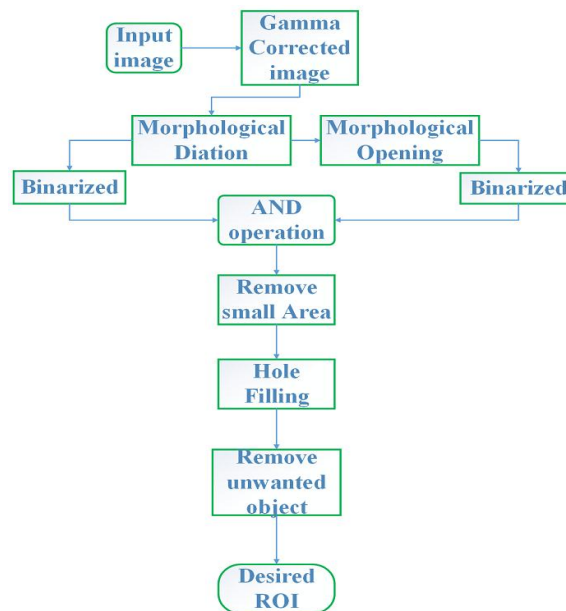 Input
image
Gamma
Corrected
image
Morphological
Diation
Morphological
Opening
Binarized
Binarized
AND
operation
Remove
small Area
Hole
Filling
Remove
unwanted
object
Desired
ROI